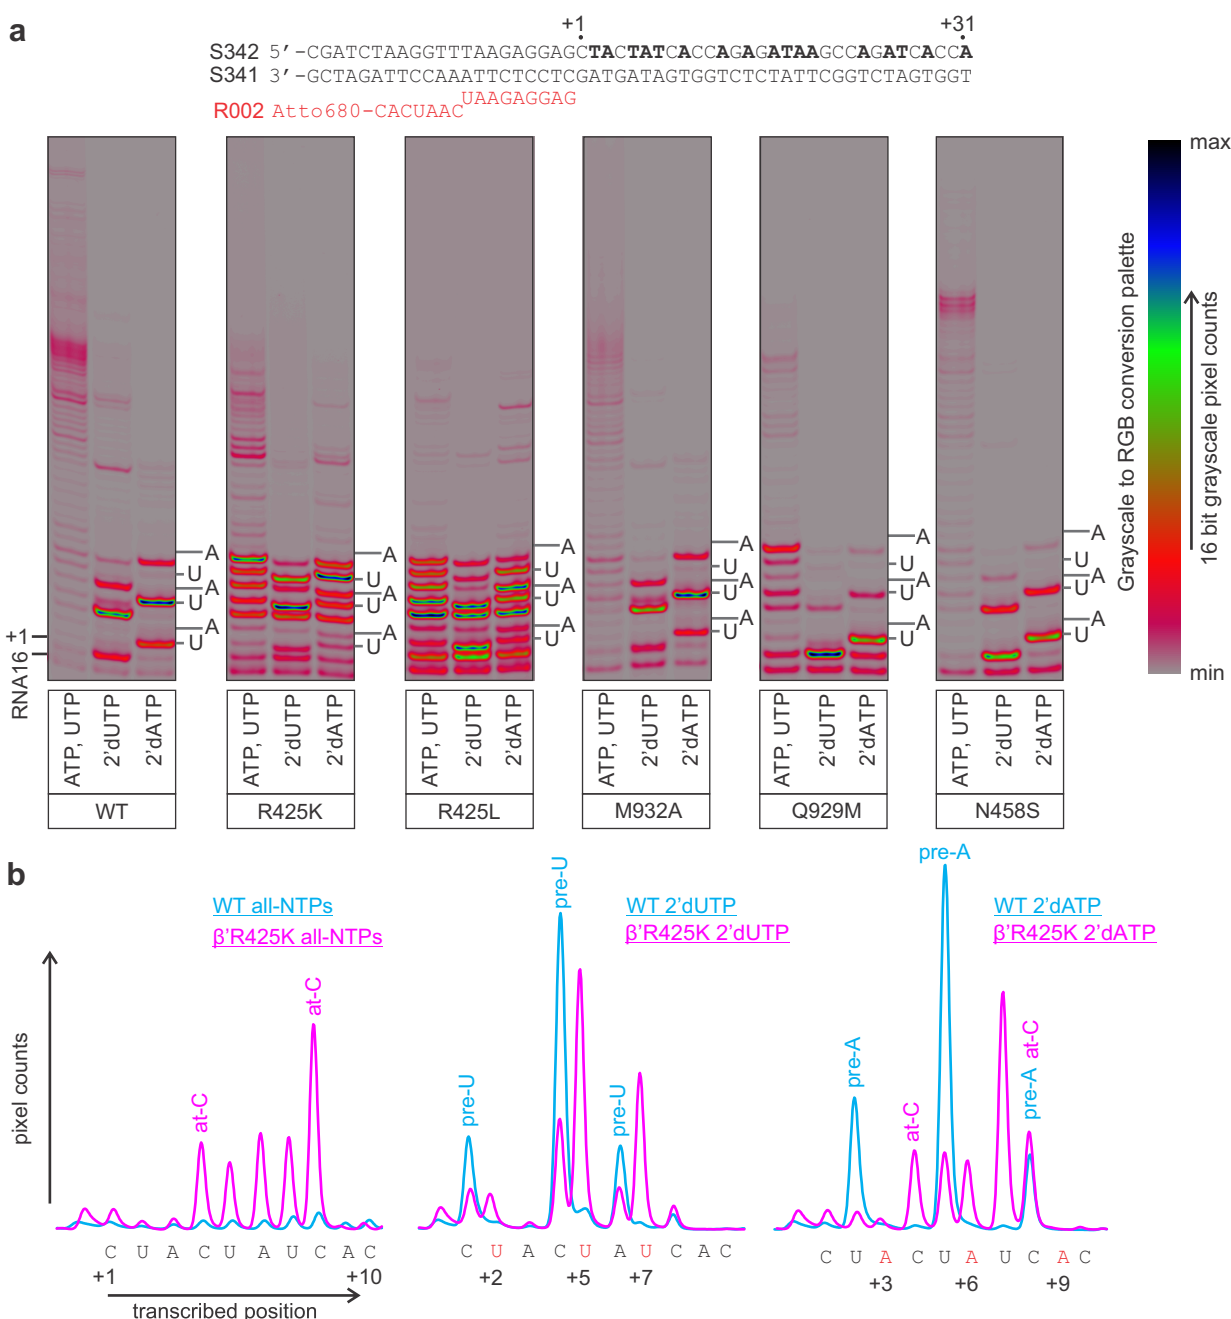 a
+1 +31
S342 5’-CGATCTAAGGTTTAAGAGGAGCTACTATCACCAGAGATAAGCCAGATCACCA
S341 3’-GCTAGATTCCAAATTCTCCTCGATGATAGTGGTCTCTATTCGGTCTAGTGGT
UAAGAGGAG
R002 Atto680-CACUAAC
max
Grayscale to RGB conversion palette
16 bit grayscale pixel counts
min
A A A A A A
U U U U U U
A A A A A A
U U U U U U
A A A A A A
U U U U U U
+1
RNA16
ATP, UTP 2’dUTP 2’dATP ATP, UTP 2’dUTP 2’dATP ATP, UTP 2’dUTP 2’dATP ATP, UTP 2’dUTP 2’dATP ATP, UTP 2’dUTP 2’dATP ATP, UTP 2’dUTP 2’dATP
WT R425K R425L M932A Q929M N458S
b
pixel counts
WT all-NTPs
β’R425K all-NTPs
at-C
at-C
C U A C U A U C A C
+1 +10
transcribed position
WT 2’dUTP
β’R425K 2’dUTP
pre-U
pre-U
pre-U
C U A C U A U C A C
+2 +5 +7
WT 2’dATP
β’R425K 2’dATP
pre-A
pre-A
at-C
pre-A at-C
C U A C U A U C A C
+3 +6 +9